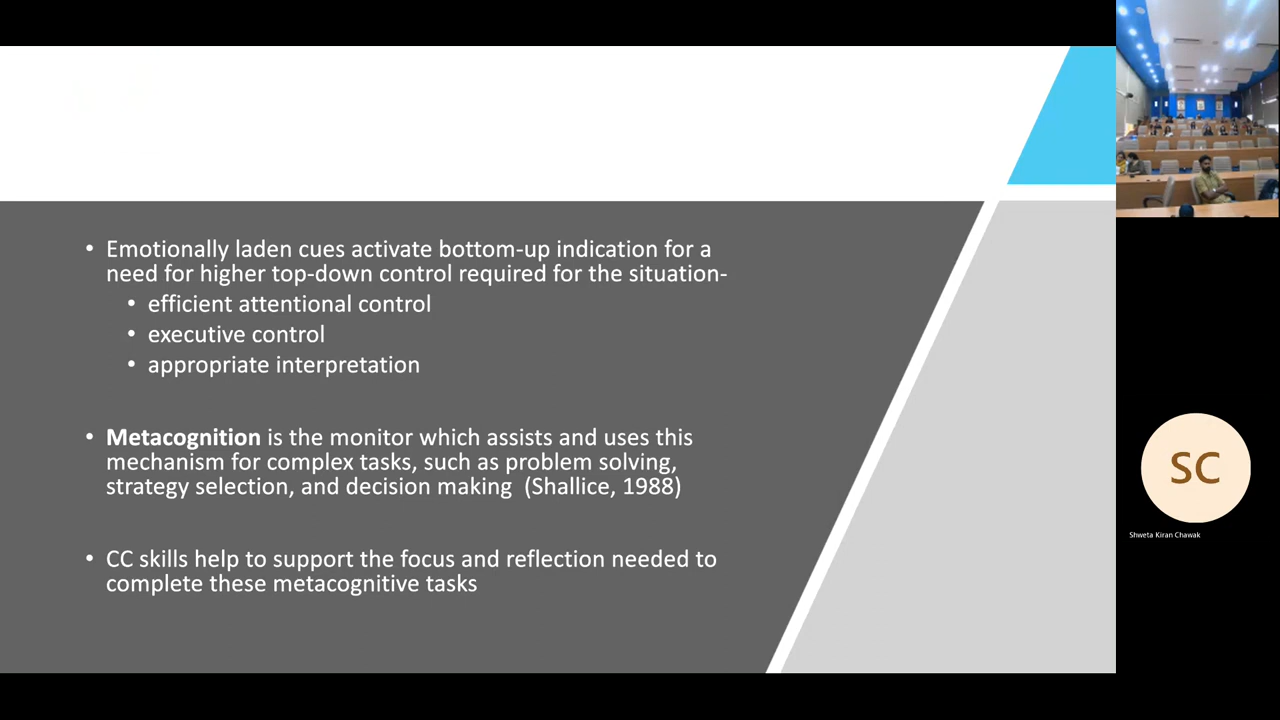 • Emotionally laden cues activate bottom-up indication for a
need for higher top-down control required for the situation-
• efficient attentional control
• executive control
• appropriate interpretation
• Metacognition is the monitor which assists and uses this
mechanism for complex tasks, such as problem solving,
strategy selection, and decision making (Shallice, 1988)
• CC skills help to support the focus and reflection needed to
complete these metacognitive tasks
SC
Shweta Kiran Chawak